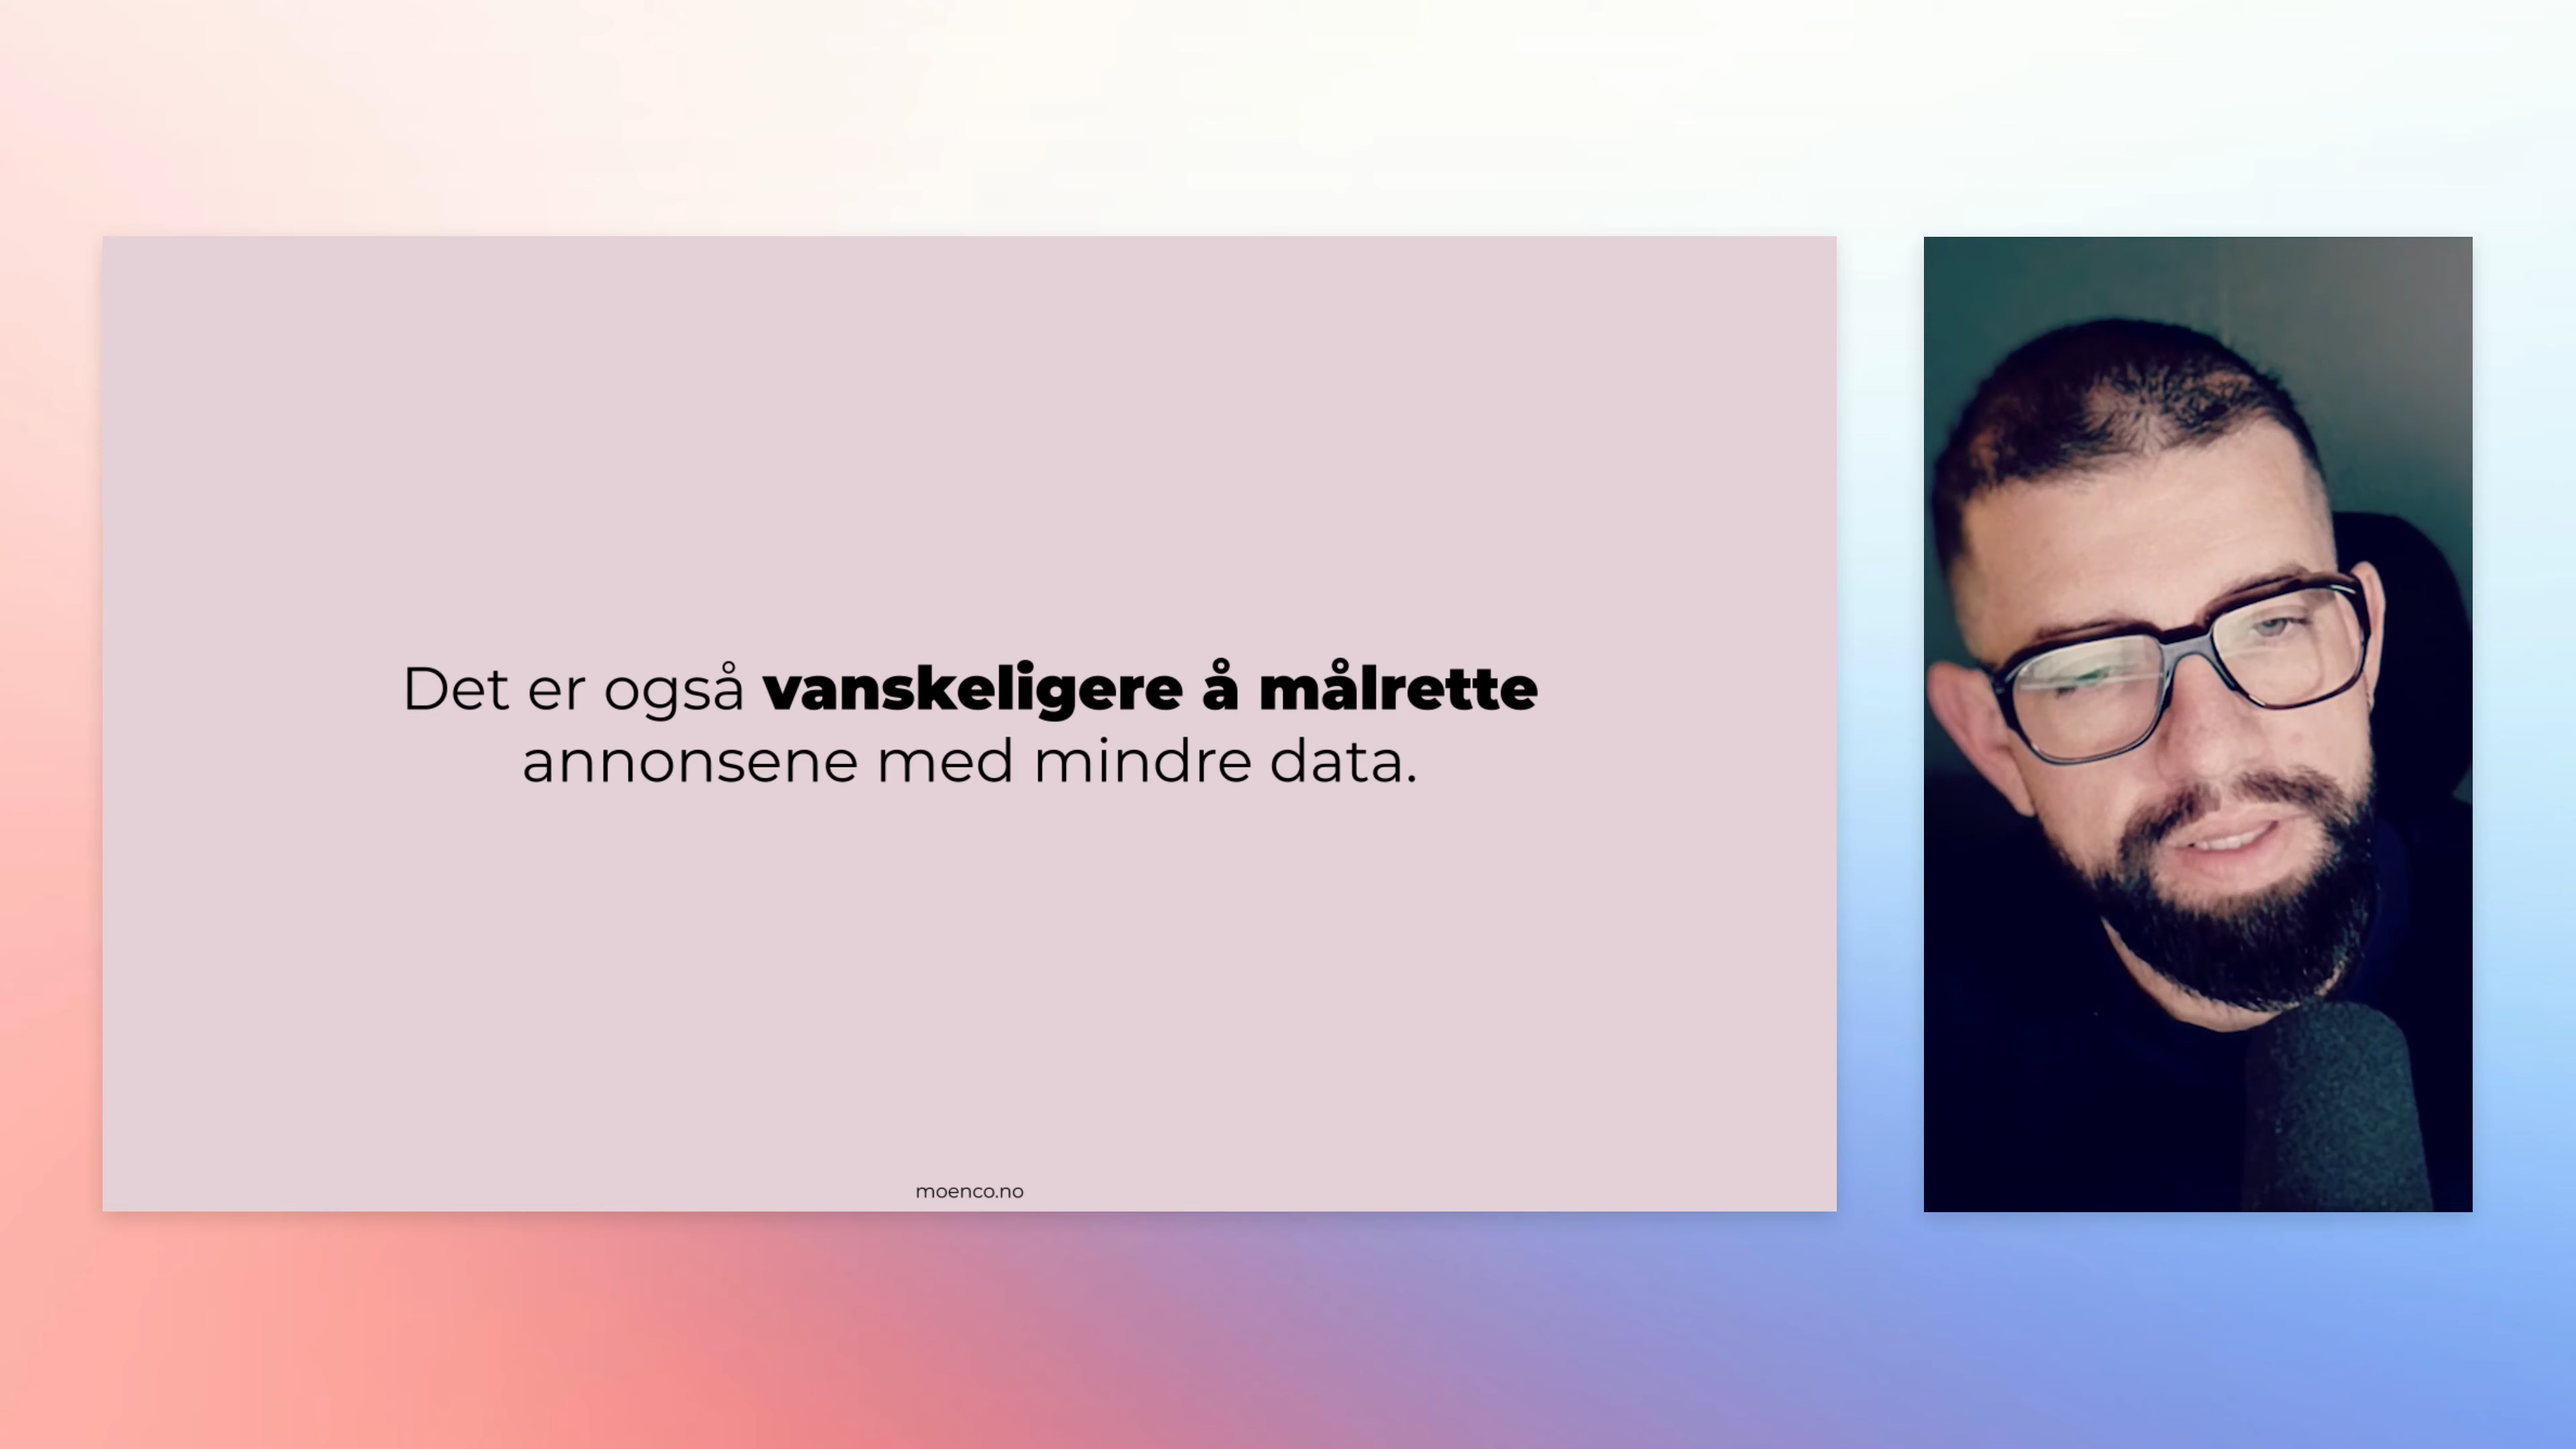 Det er også vanskeligere å målrette
annonsene med mindre data.
moenco.no